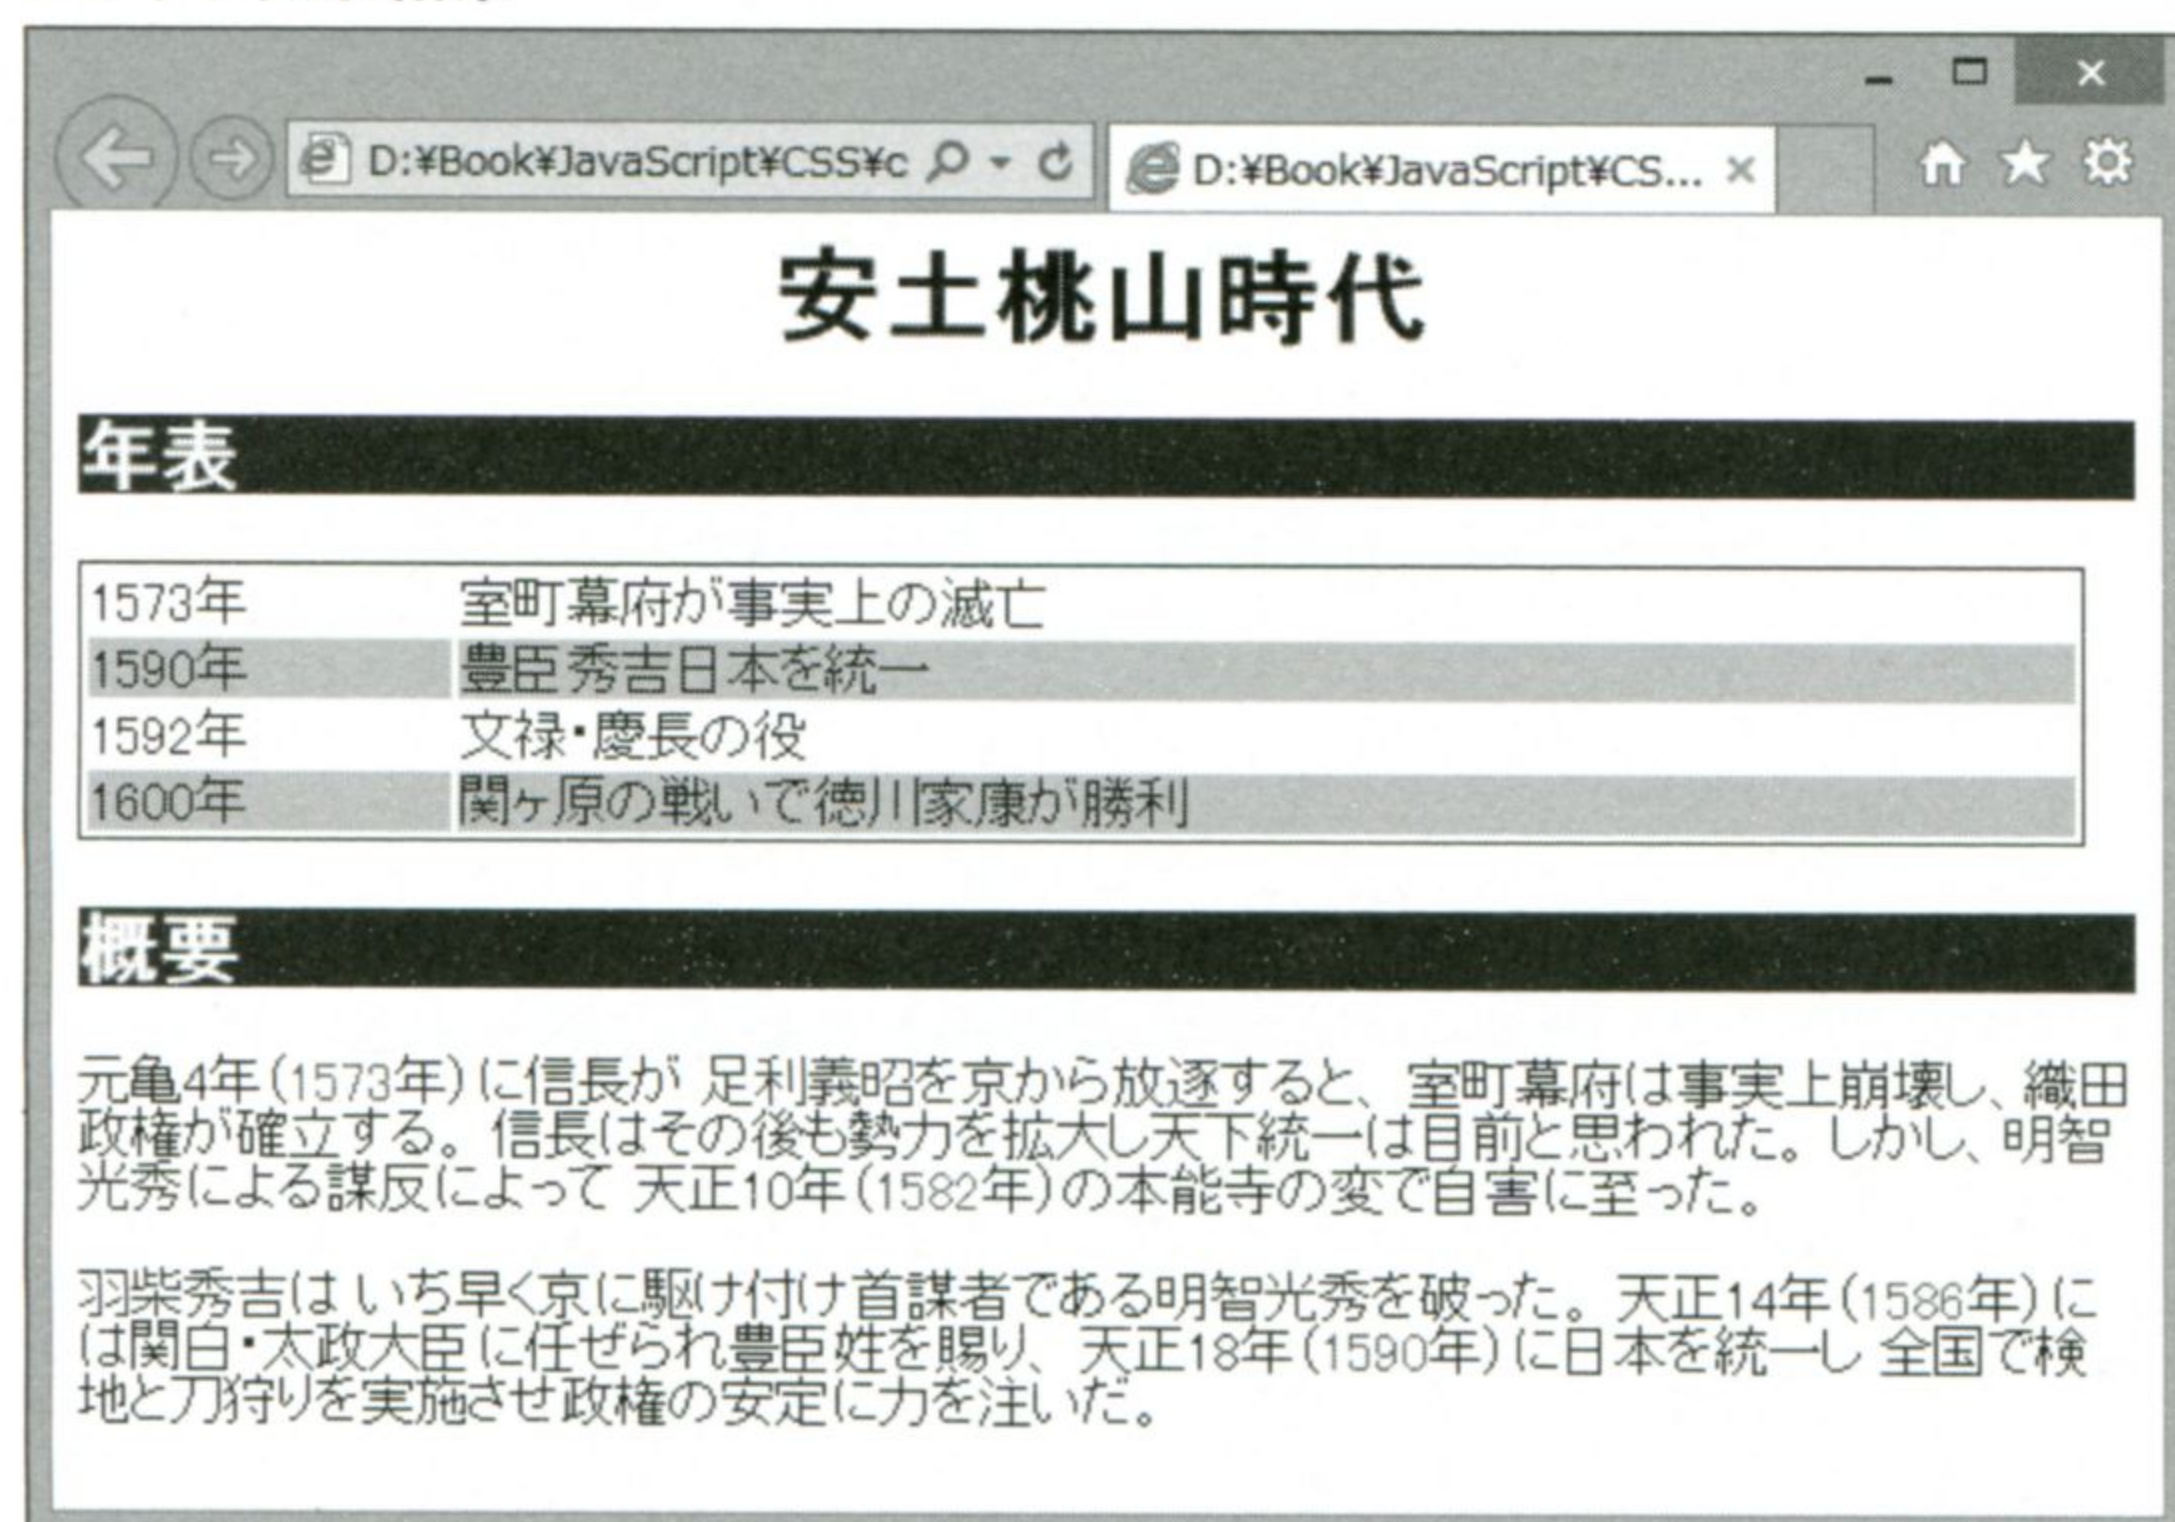 D:¥Book¥JavaScript¥CSS¥c
D:¥Book¥JavaScript¥CS...
安土桃山時代
年表
1573年 室町幕府が事実上の滅亡
1590年 豊臣秀吉日本を統一
1592年 文禄・慶長の役
1600年 関ヶ原の戦いで徳川家康が勝利
概要
元亀4年(1573年)に信長が 足利義昭を京から放逐すると、室町幕府は事実上崩壊し、織田
政権が確立する。信長はその後も勢力を拡大し天下統一は目前と思われた。しかし、明智
光秀による謀反によって 天正10年(1582年)の本能寺の変で自害に至った。
羽柴秀吉は いち早く京に駆け付け首謀者である明智光秀を破った。天正14年(1586年)に
は関白・太政大臣に任ぜられ豊臣姓を賜り、天正18年(1590年)に日本を統一し 全国で検
地と刀狩りを実施させ政権の安定に力を注いだ。